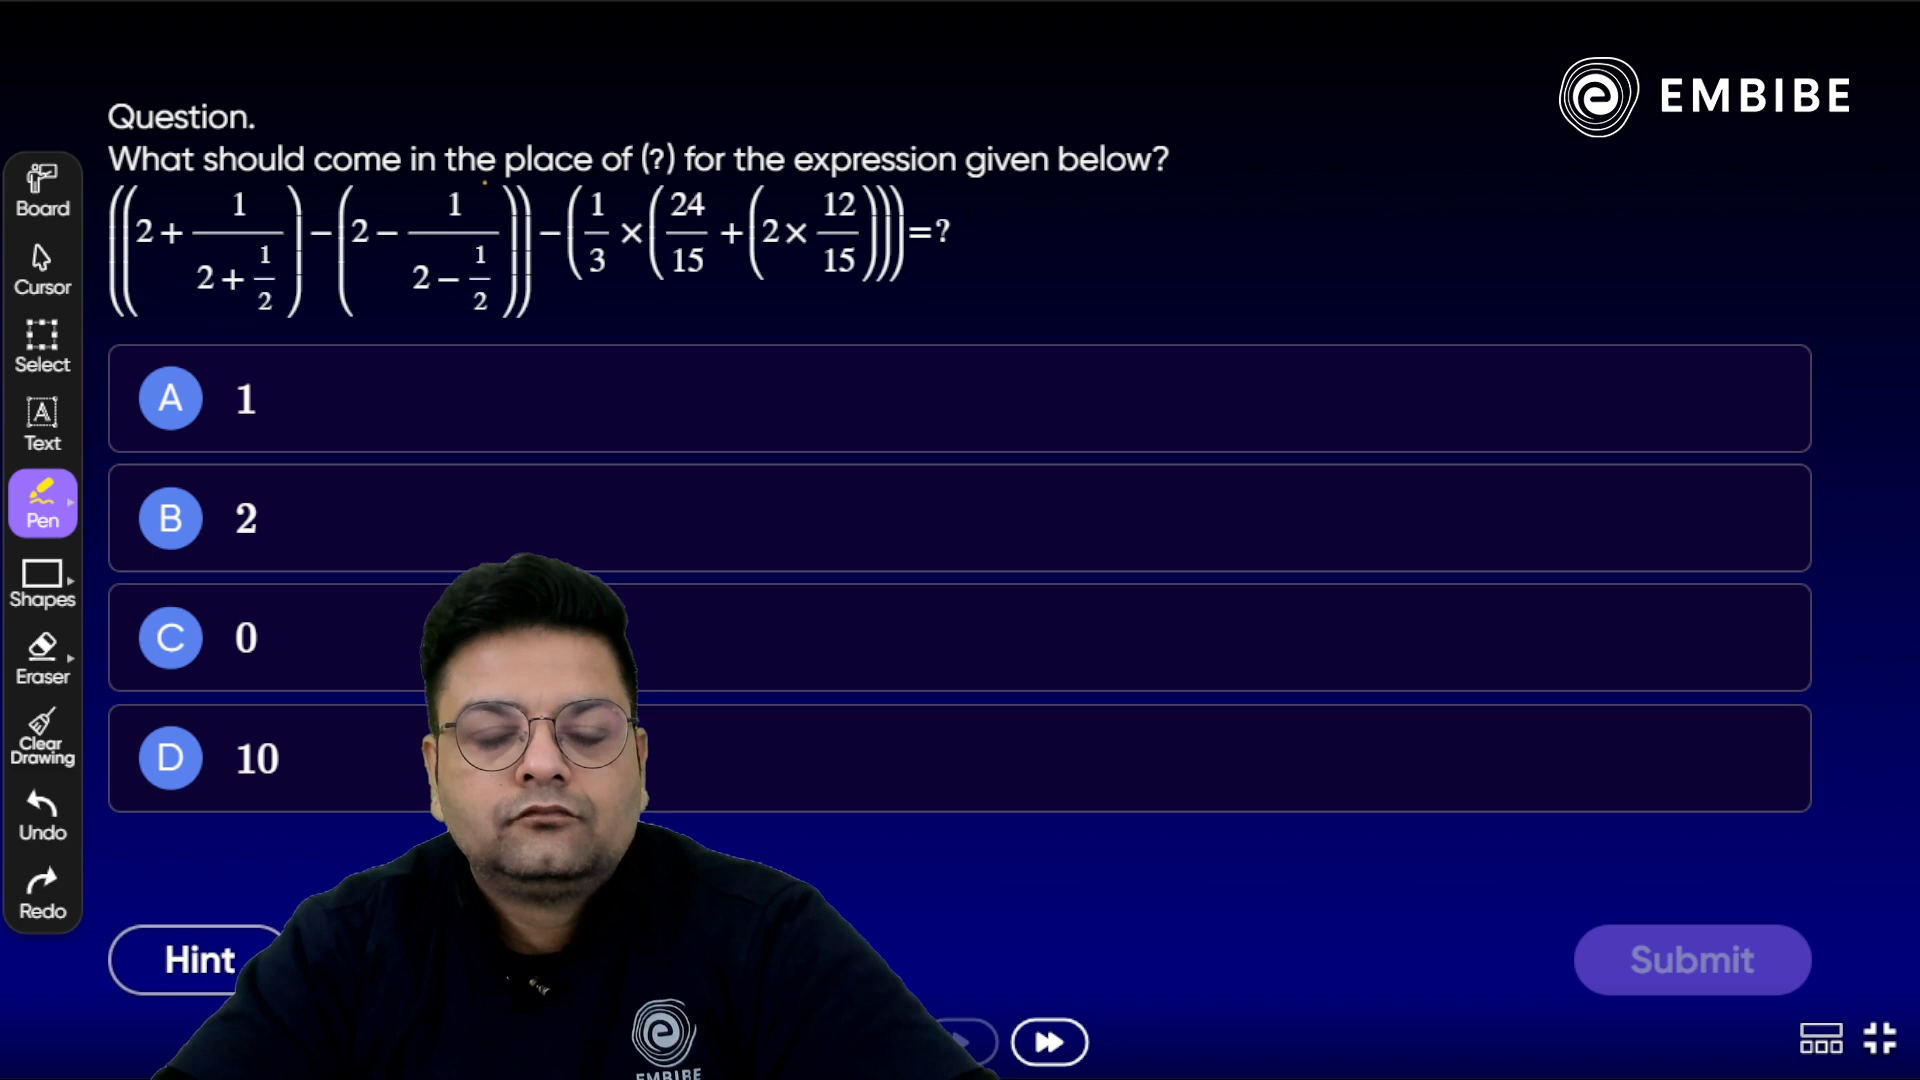 EMBIBE
Question.
What should come in the place of (?) for the expression given below?
((2 + 1/(2 + 1/2)) − (2 − 1/(2 − 1/2))) − (1/3 × (24/15 + (2 × 12/15))) = ?
A 1
B 2
C 0
D 10
Board
Cursor
Select
Text
Pen
Shapes
Eraser
Clear
Drawing
Undo
Redo
Hint
Submit
EMBIBE